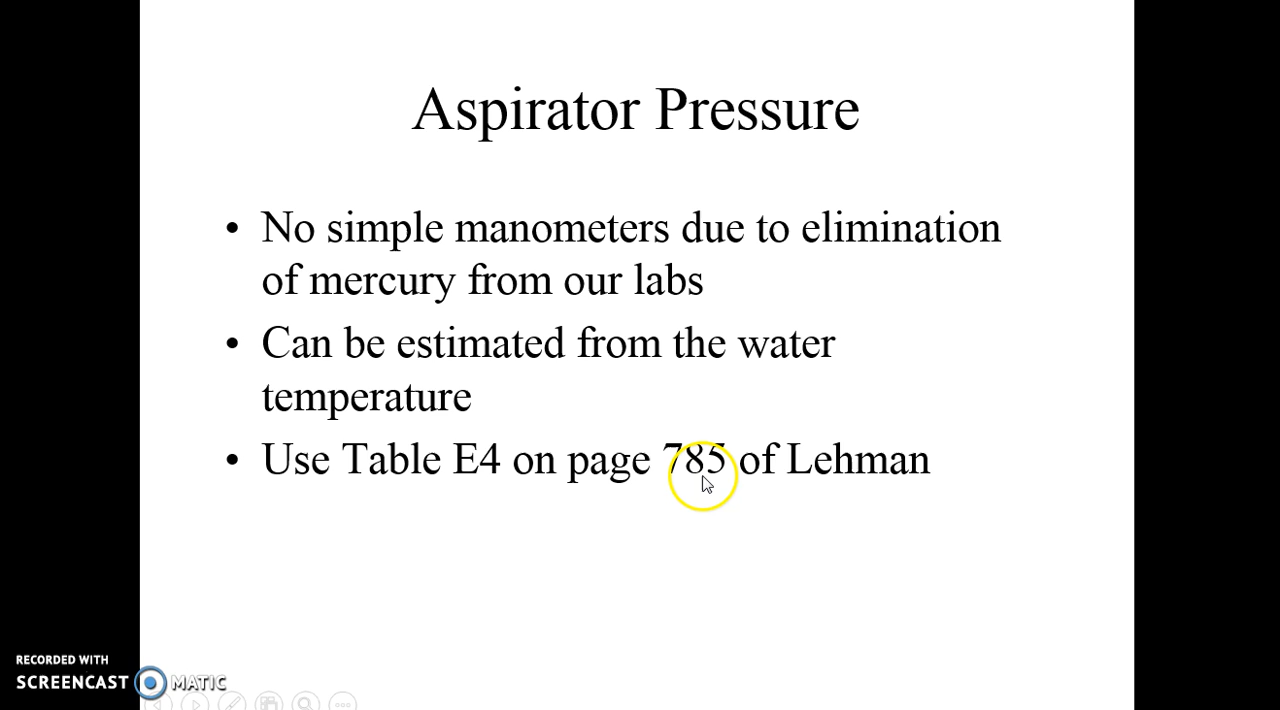 Aspirator Pressure
• No simple manometers due to elimination
of mercury from our labs
• Can be estimated from the water
temperature
• Use Table E4 on page 785 of Lehman
RECORDED WITH
SCREENCAST MATIC